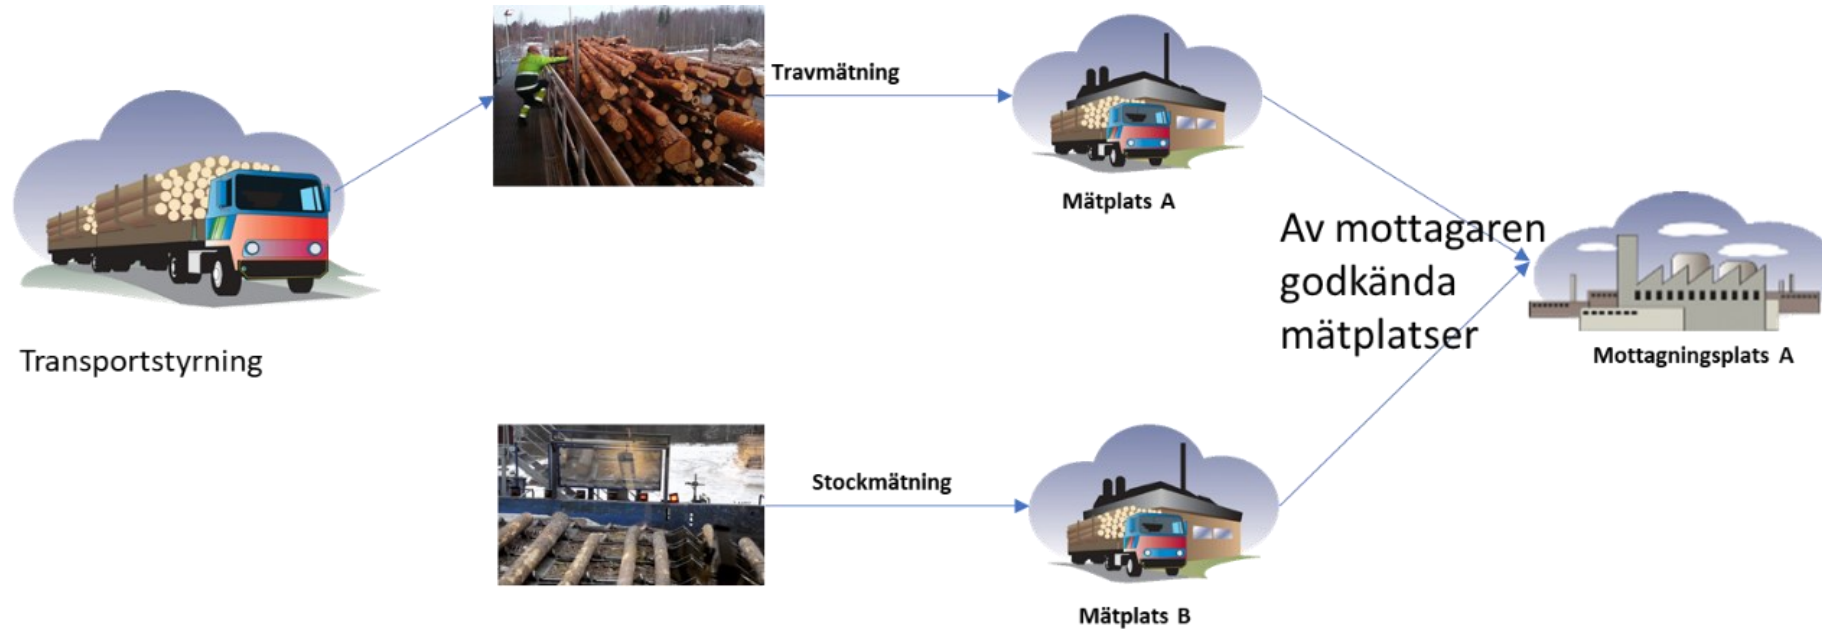 Travmätning
Mätplats A
Transportstyrning
Av mottagaren
godkända
mätplatser
Mottagningsplats A
Stockmätning
Mätplats B